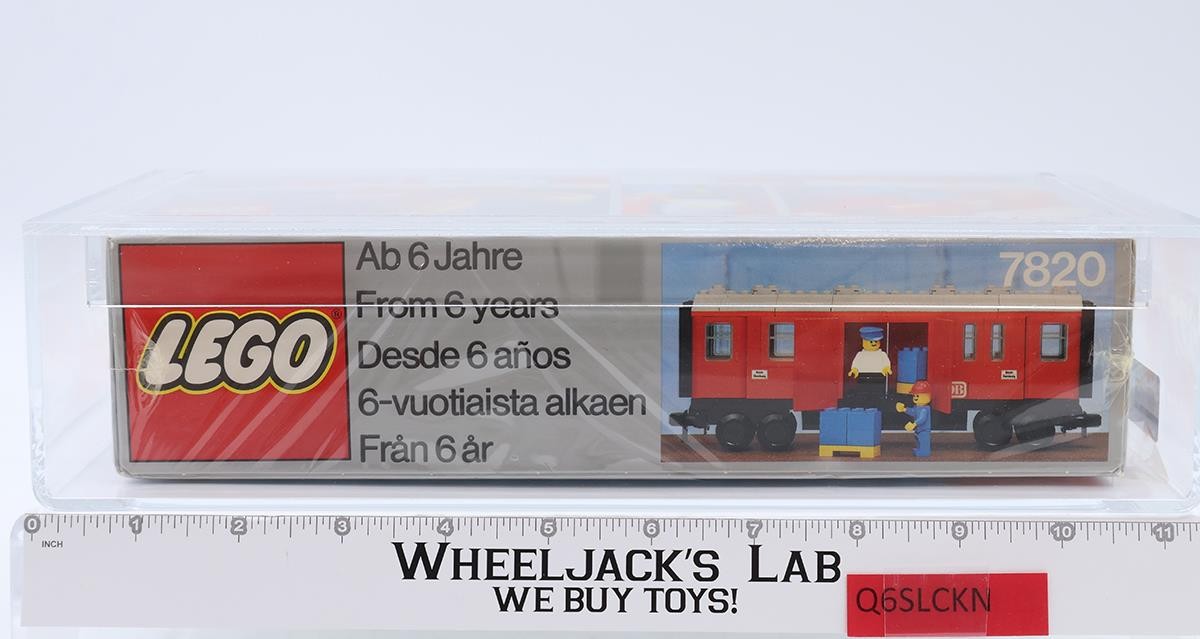 LEGO®
Ab 6 Jahre
From 6 years
Desde 6 años
6-vuotiaista alkaen
Från 6 år
7820
DB
0 1 2 3 4 5 6 7 8 9 10 11
INCH
WHEELJACK'S LAB
WE BUY TOYS!
Q6SLCKN